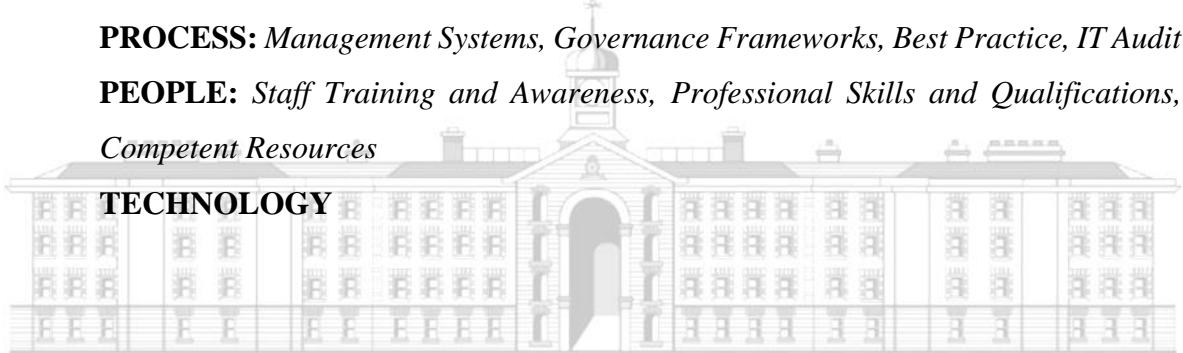 PROCESS: Management Systems, Governance Frameworks, Best Practice, IT Audit
PEOPLE: Staff Training and Awareness, Professional Skills and Qualifications,
Competent Resources
TECHNOLOGY